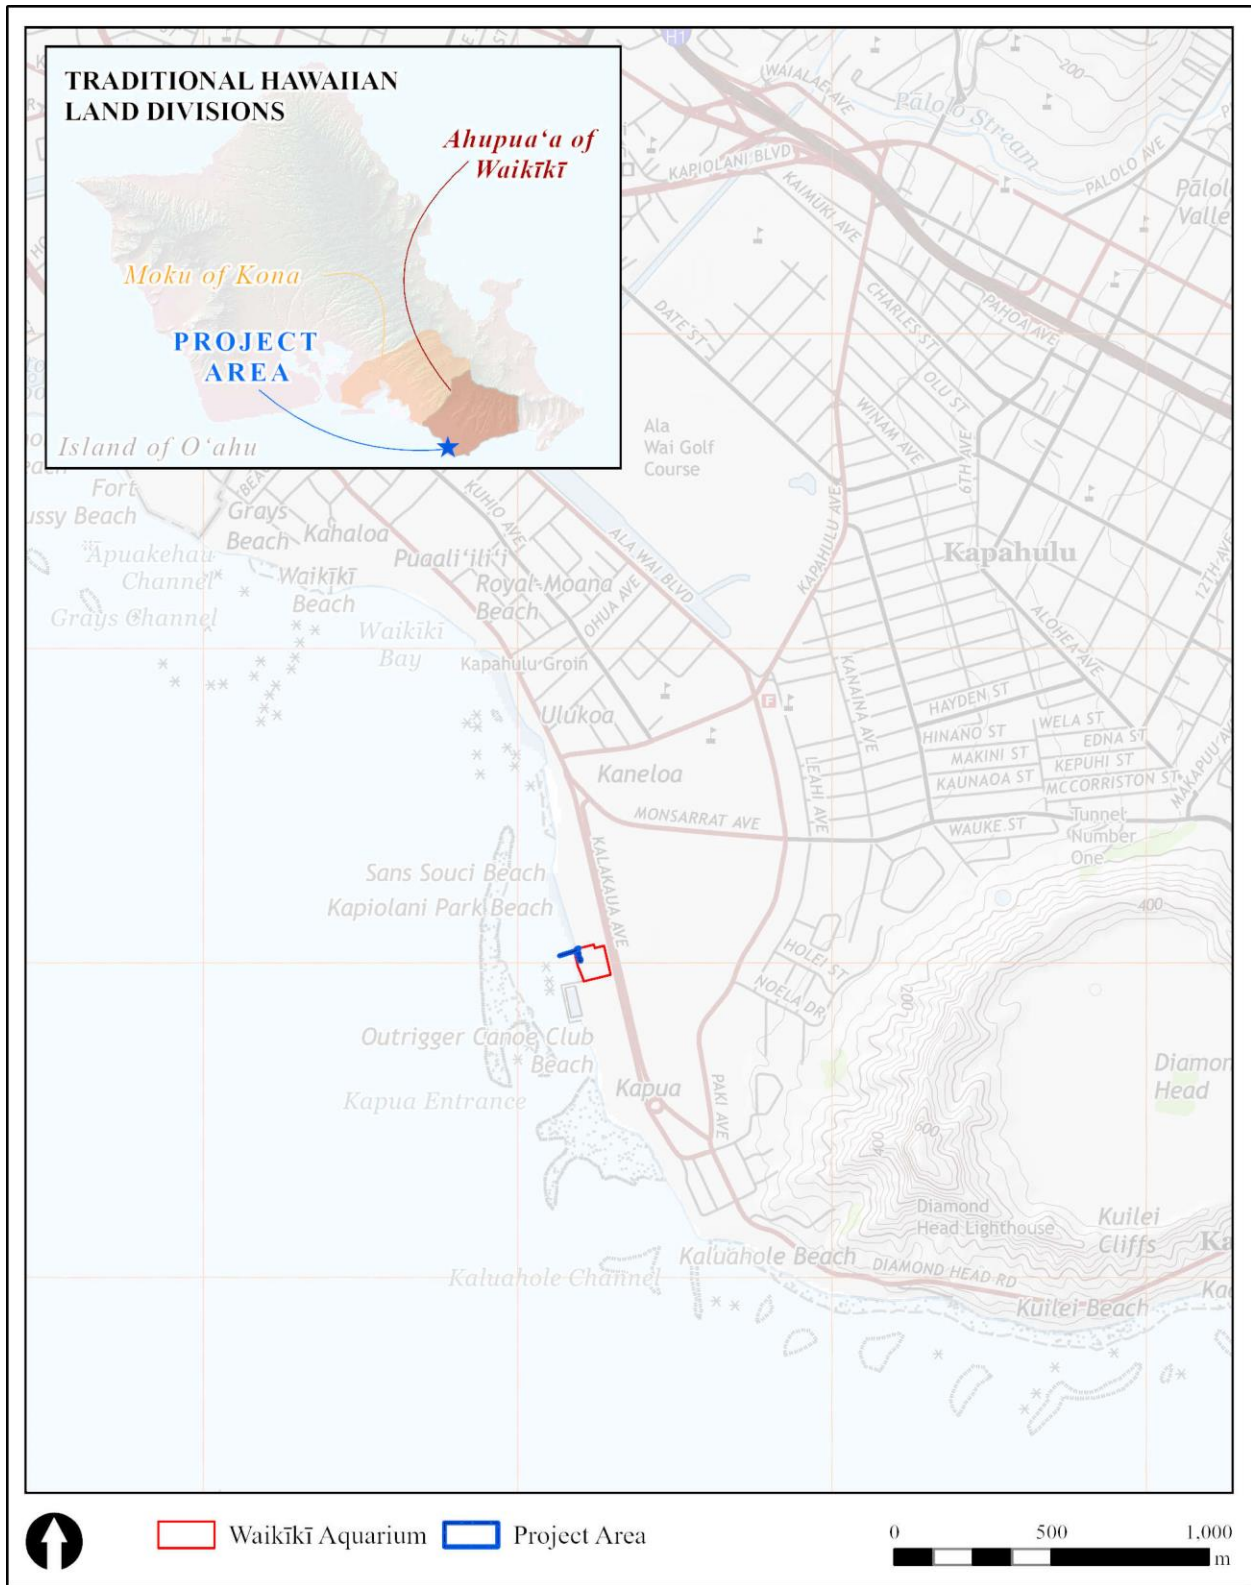 TRADITIONAL HAWAIIAN
LAND DIVISIONS
Ahupuaʻa of
Waikīkī
Moku of Kona
PROJECT
AREA
Island of Oʻahu
H1
WAIALAE AVE
200
Pālolo Stream
KAPIOLANI BLVD
KAIMUKI AVE
PALOLO AVE
Pālolo
Valley
DATE ST
CHARLES ST
PAHOA AVE
OLU ST
WINAM AVE
6TH AVE
Ala
Wai Golf
Course
Fort
ussy Beach
Grays
Beach
Kahaloa
KUHIO AVE
ALA WAI BLVD
KAPAHULU AVE
Kapahulu
12TH AVE
Apuakehau
Channel
Grays Channel
Waikīkī
Beach
Puaaliʻiliʻi
Royal-Moana
Beach
OHUA AVE
Waikīkī
Bay
Kapahulu Groin
ALOHEA AVE
KANAINA AVE
F
HAYDEN ST
Ulúkoa
HINANO ST
WELA ST
EDNA ST
MAKINI ST
KEPUHI ST
KAUNAOA ST
MCCORRISTON ST
MAKAPUU AVE
Kaneloa
LEAHI AVE
MONSARRAT AVE
WAUKE ST
Tunnel
Number
One
Sans Souci Beach
Kapiolani Park Beach
KALAKAUA AVE
400
HOLEI ST
NOELA DR
200
Outrigger Canoe Club
Beach
Kapua Entrance
Kapua
PAKI AVE
Diamon
Head
400
600
Diamond
Head Lighthouse
Kuilei
Cliffs
Ka
Kaluahole Beach
Kaluahole Channel
DIAMOND HEAD RD
Kuilei Beach
Waikīkī Aquarium
Project Area
0 500 1,000
m